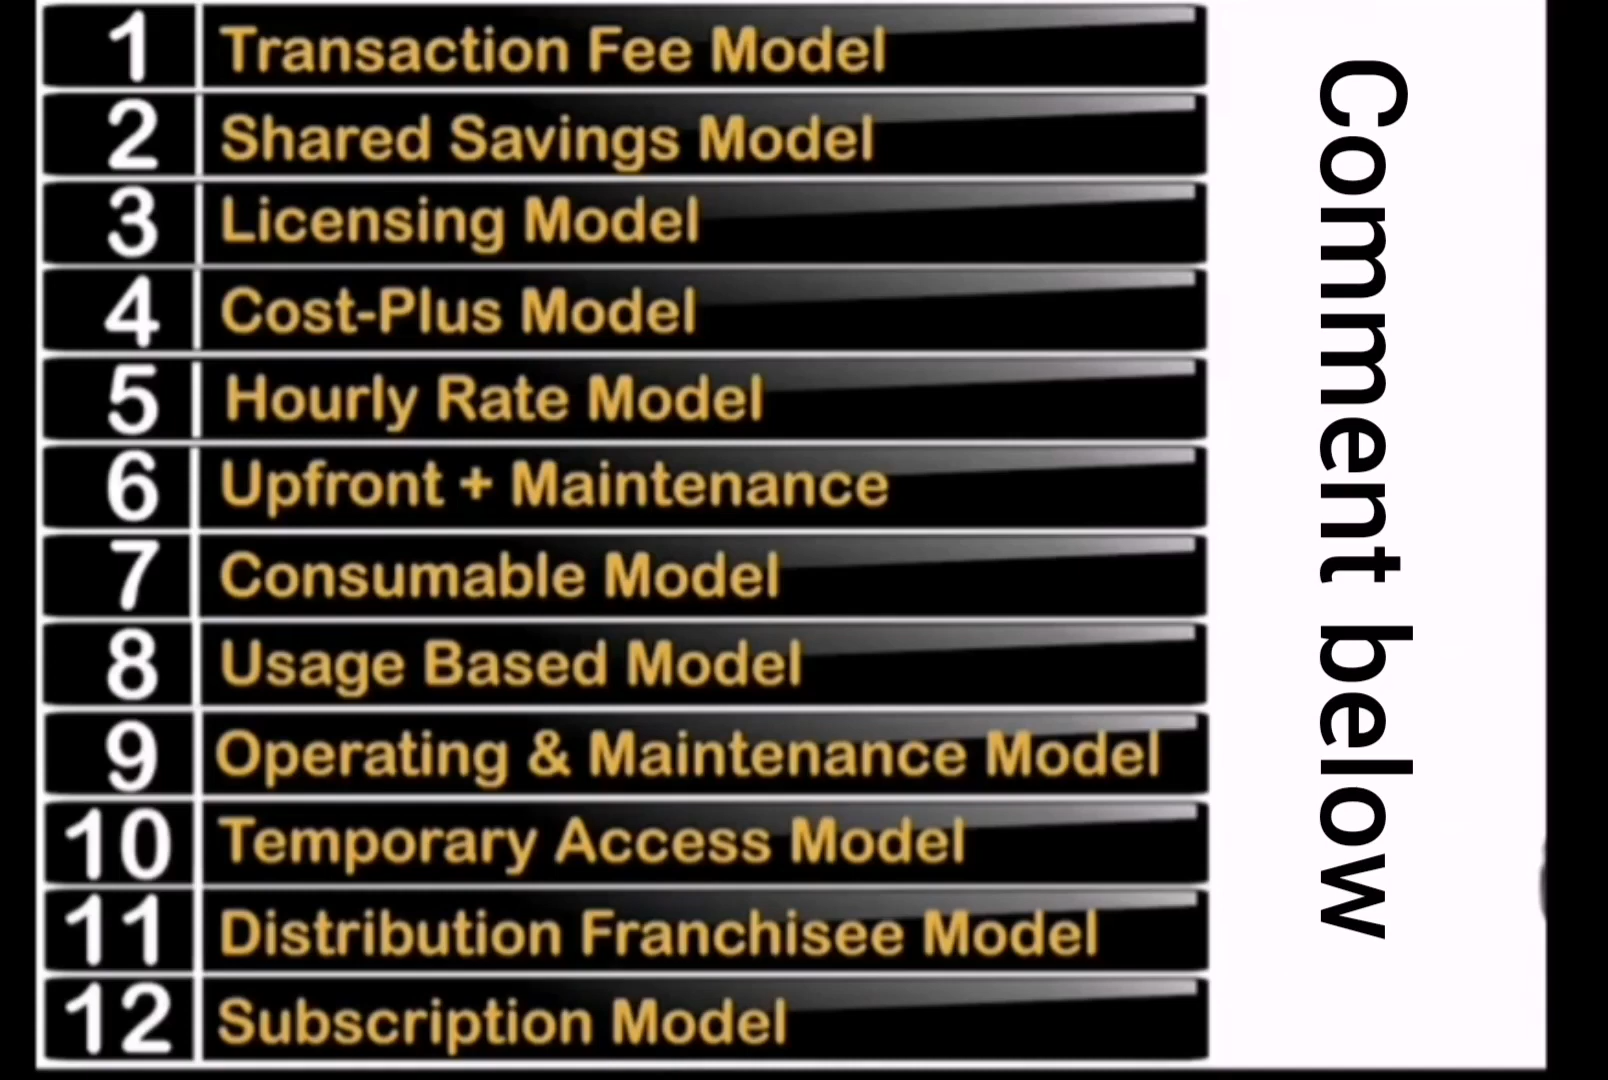 1 Transaction Fee Model
2 Shared Savings Model
3 Licensing Model
4 Cost-Plus Model
5 Hourly Rate Model
6 Upfront + Maintenance
7 Consumable Model
8 Usage Based Model
9 Operating & Maintenance Model
10 Temporary Access Model
11 Distribution Franchisee Model
12 Subscription Model
Comment below